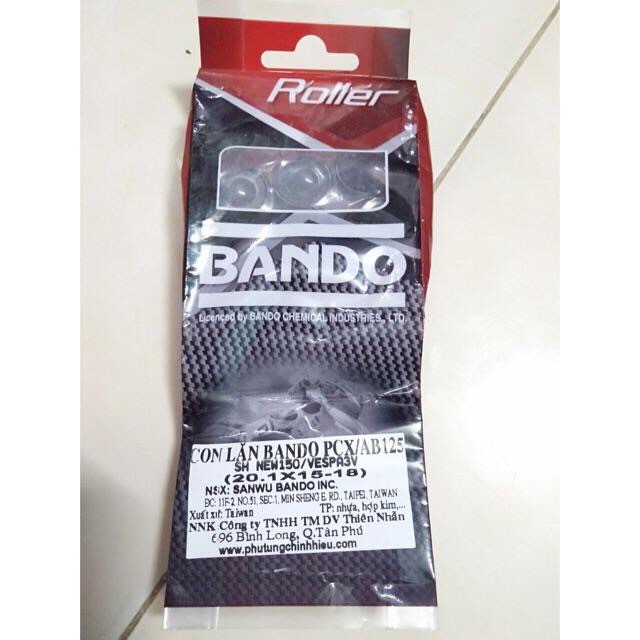 Roller
BANDO
Licenced by BANDO CHEMICAL INDUSTRIES., LTD.
CON LĂN BANDO PCX/AB125
SH NEW150/VESPA3V
(20.1X15-18)
NSX: SANWU BANDO INC.
ĐC: 11F-2, NO.51, SEC.1, MIN SHENG E. RD., TAIPEI, TAIWAN
Xuất xứ: Taiwan TP: nhựa, hợp kim,...
NNK Công ty TNHH TM DV Thiên Nhẫn
696 Bình Long, Q.Tân Phú
www.phutungchinhhieu.com